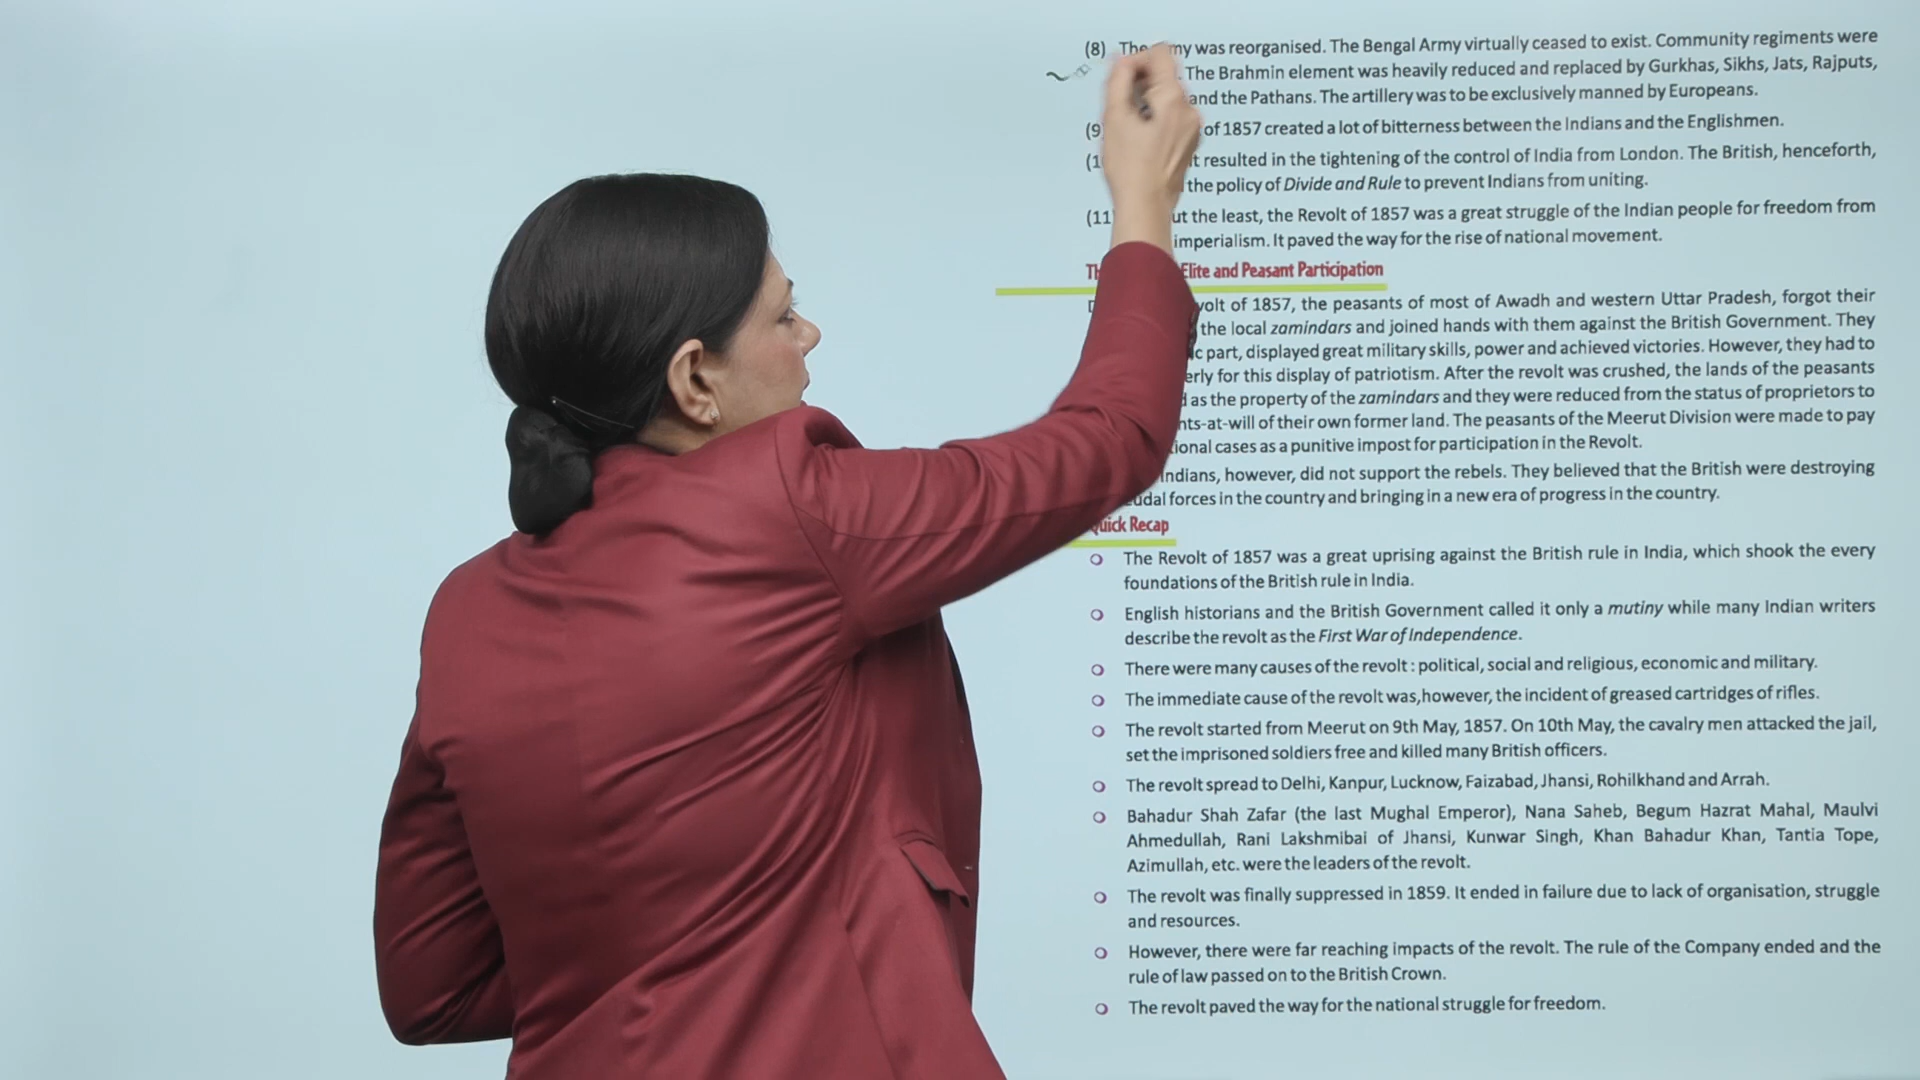 (8) The my was reorganised. The Bengal Army virtually ceased to exist. Community regiments were
. The Brahmin element was heavily reduced and replaced by Gurkhas, Sikhs, Jats, Rajputs,
and the Pathans. The artillery was to be exclusively manned by Europeans.
(9 of 1857 created a lot of bitterness between the Indians and the Englishmen.
(1 t resulted in the tightening of the control of India from London. The British, henceforth,
the policy of Divide and Rule to prevent Indians from uniting.
(11 ut the least, the Revolt of 1857 was a great struggle of the Indian people for freedom from
imperialism. It paved the way for the rise of national movement.
Elite and Peasant Participation
volt of 1857, the peasants of most of Awadh and western Uttar Pradesh, forgot their
the local zamindars and joined hands with them against the British Government. They
c part, displayed great military skills, power and achieved victories. However, they had to
erly for this display of patriotism. After the revolt was crushed, the lands of the peasants
as the property of the zamindars and they were reduced from the status of proprietors to
nts-at-will of their own former land. The peasants of the Meerut Division were made to pay
ional cases as a punitive impost for participation in the Revolt.
Indians, however, did not support the rebels. They believed that the British were destroying
udal forces in the country and bringing in a new era of progress in the country.
Quick Recap
The Revolt of 1857 was a great uprising against the British rule in India, which shook the every
foundations of the British rule in India.
English historians and the British Government called it only a mutiny while many Indian writers
describe the revolt as the First War of Independence.
There were many causes of the revolt : political, social and religious, economic and military.
The immediate cause of the revolt was,however, the incident of greased cartridges of rifles.
The revolt started from Meerut on 9th May, 1857. On 10th May, the cavalry men attacked the jail,
set the imprisoned soldiers free and killed many British officers.
The revolt spread to Delhi, Kanpur, Lucknow, Faizabad, Jhansi, Rohilkhand and Arrah.
Bahadur Shah Zafar (the last Mughal Emperor), Nana Saheb, Begum Hazrat Mahal, Maulvi
Ahmedullah, Rani Lakshmibai of Jhansi, Kunwar Singh, Khan Bahadur Khan, Tantia Tope,
Azimullah, etc. were the leaders of the revolt.
The revolt was finally suppressed in 1859. It ended in failure due to lack of organisation, struggle
and resources.
However, there were far reaching impacts of the revolt. The rule of the Company ended and the
rule of law passed on to the British Crown.
The revolt paved the way for the national struggle for freedom.